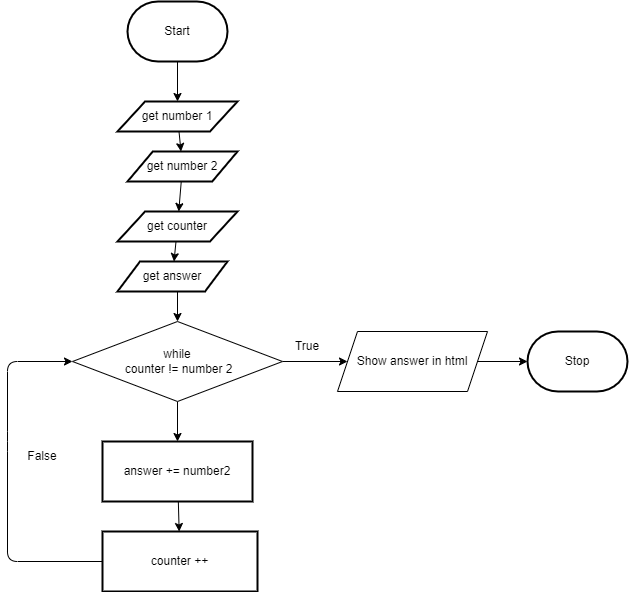 Start
get number 1
get number 2
get counter
get answer
while
counter != number 2
True
Show answer in html
Stop
False
answer += number2
counter ++